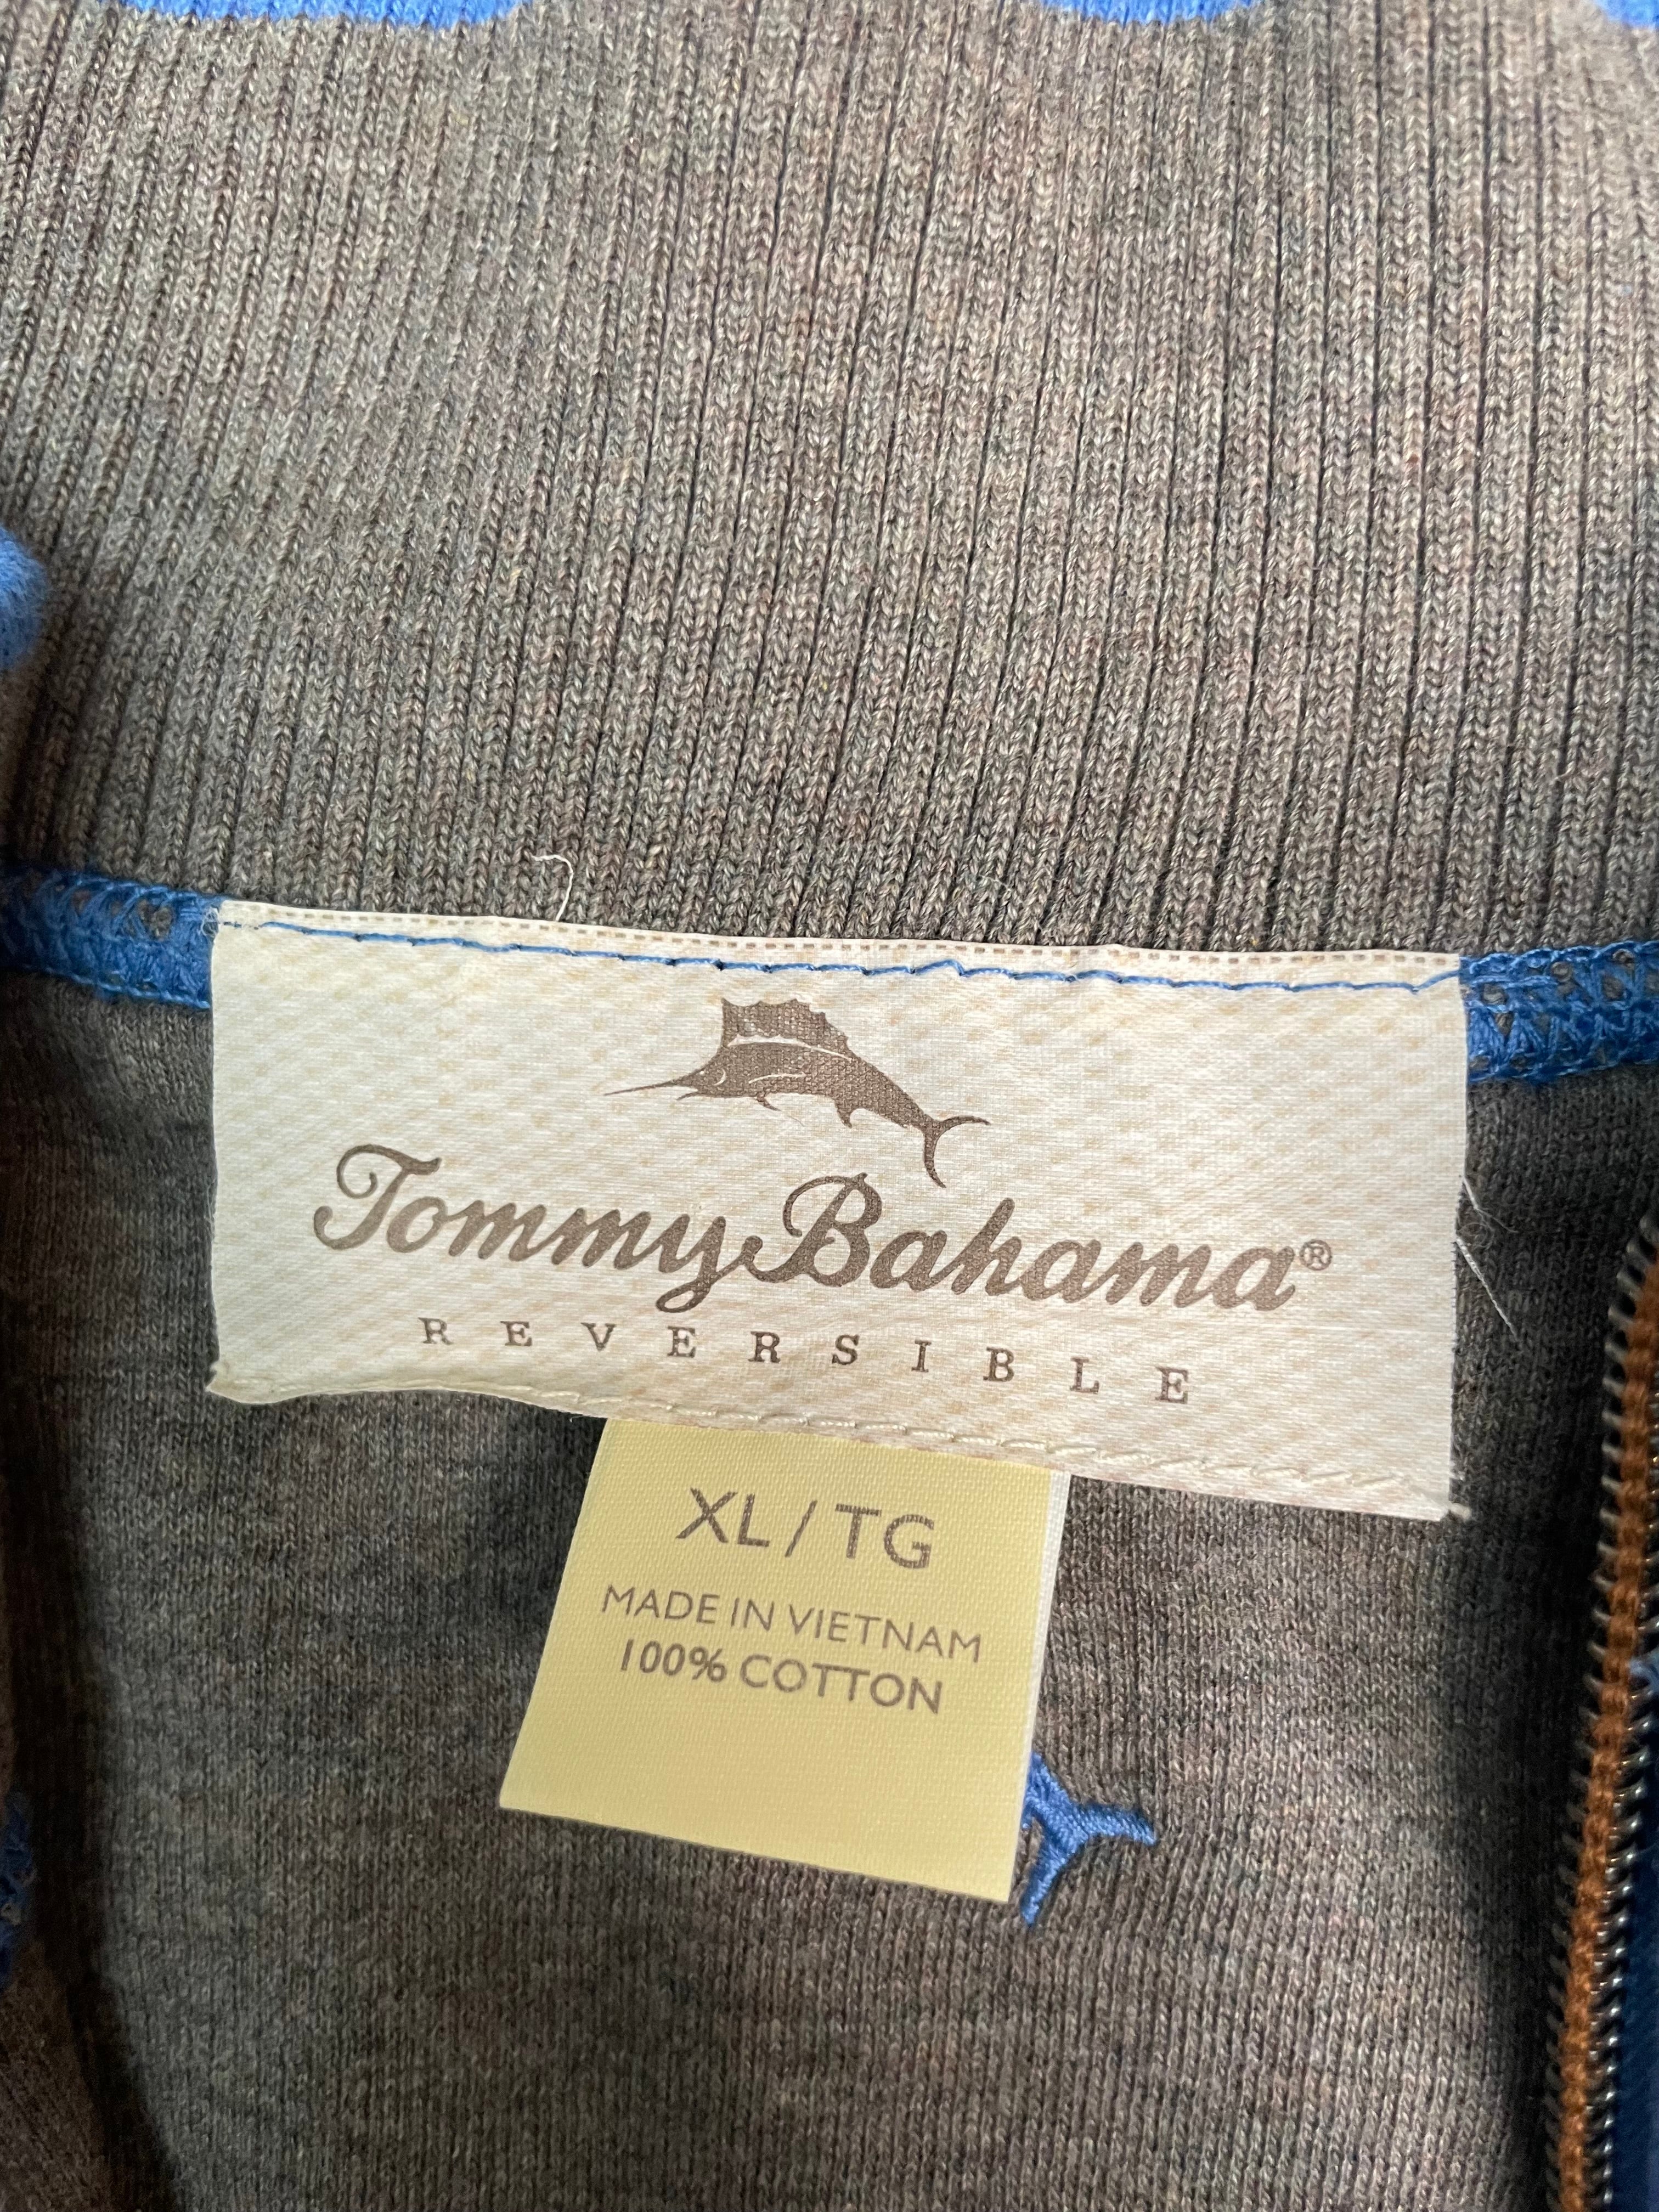 Tommy Bahama®
REVERSIBLE
XL/TG
MADE IN VIETNAM
100% COTTON